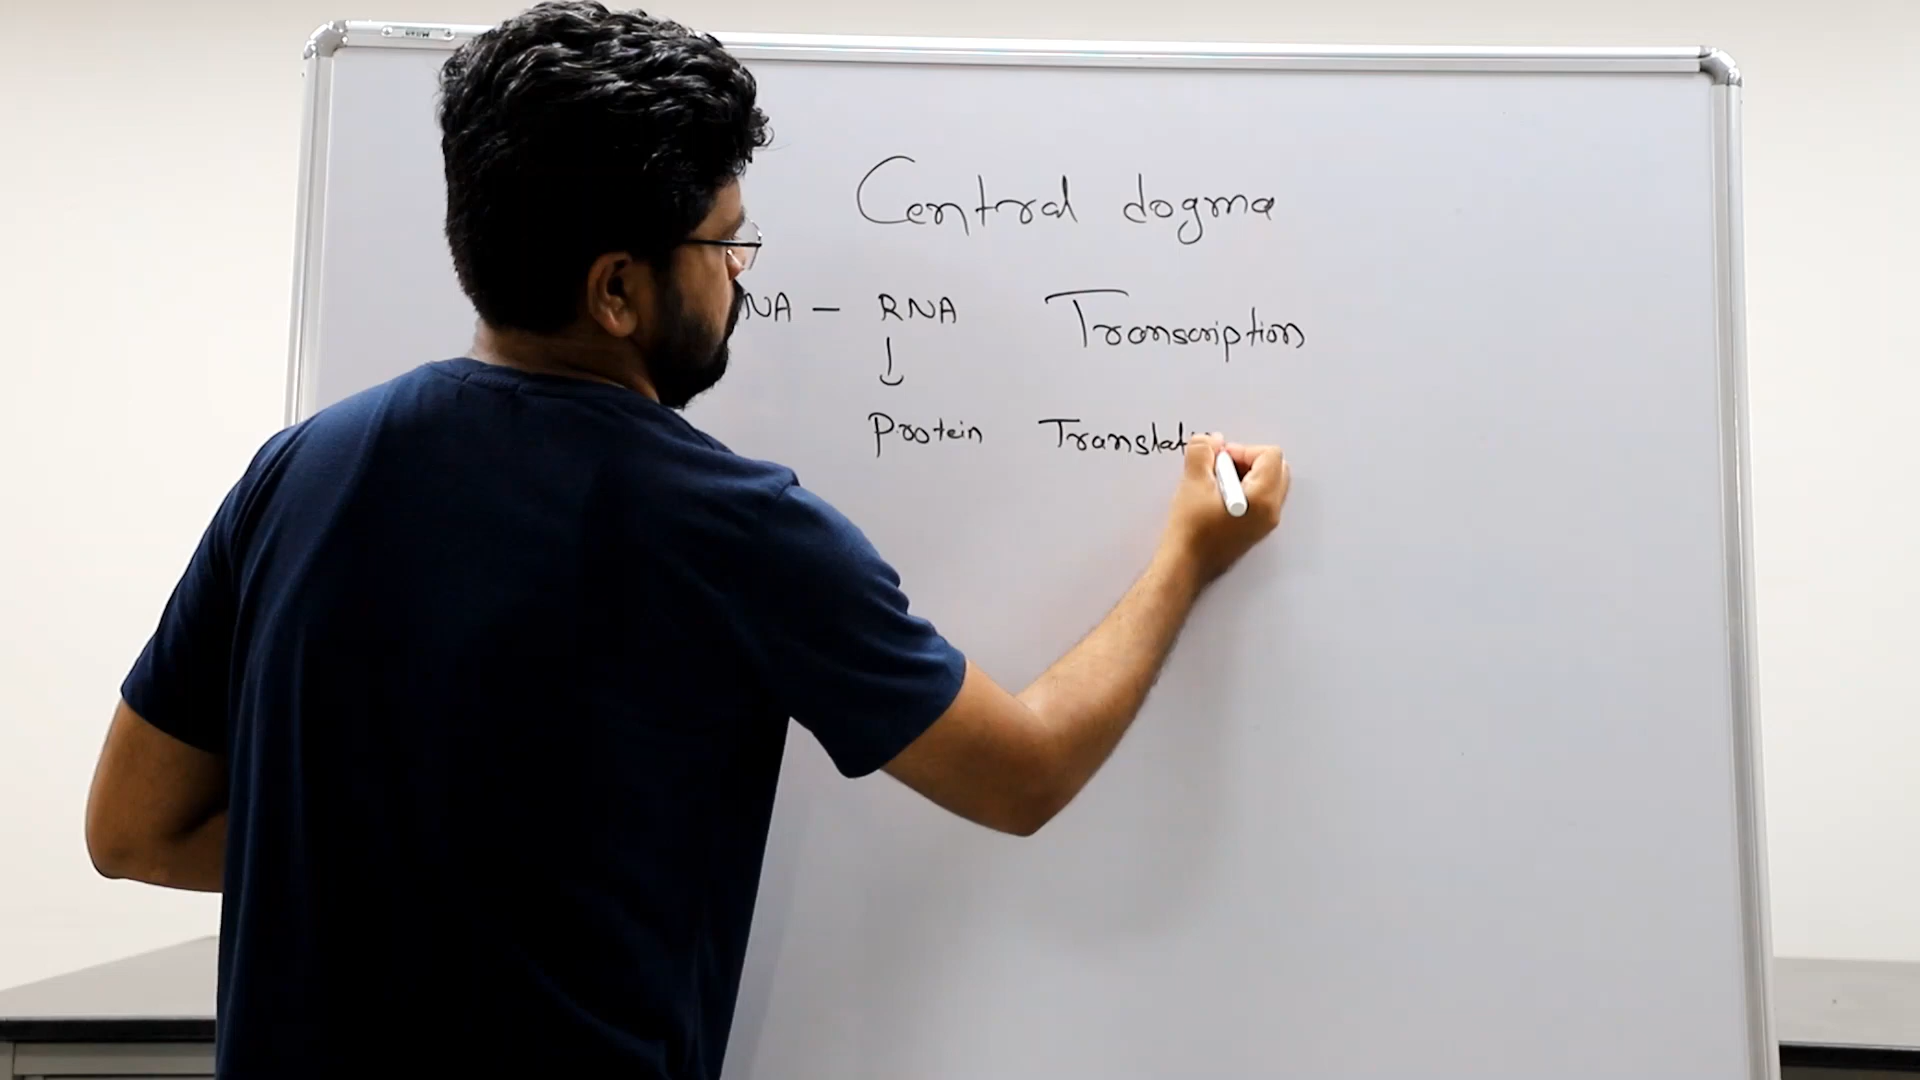 Central dogma
NA – RNA Transcription
↓
Protein Translat